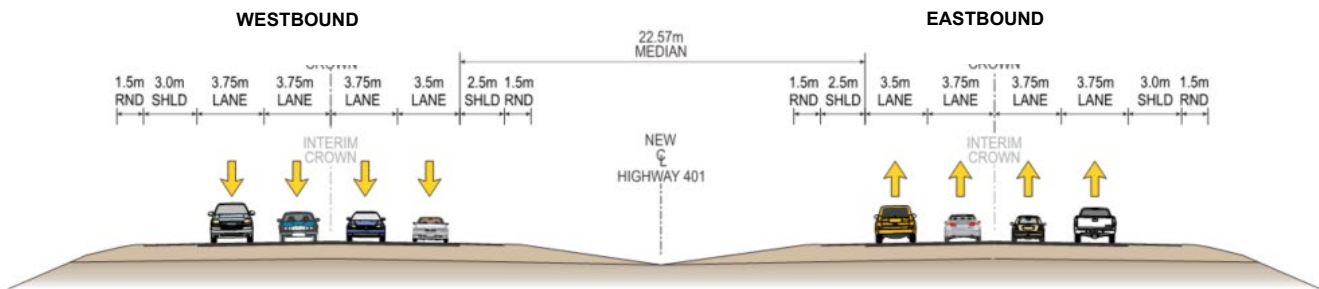 WESTBOUND
EASTBOUND
22.57m
MEDIAN
CROWN
CROWN
1.5m 3.0m 3.75m 3.75m 3.75m 3.5m 2.5m 1.5m
RND SHLD LANE LANE LANE LANE SHLD RND
1.5m 2.5m 3.5m 3.75m 3.75m 3.75m 3.0m 1.5m
RND SHLD LANE LANE LANE LANE SHLD RND
INTERIM
CROWN
NEW
℄
HIGHWAY 401
INTERIM
CROWN